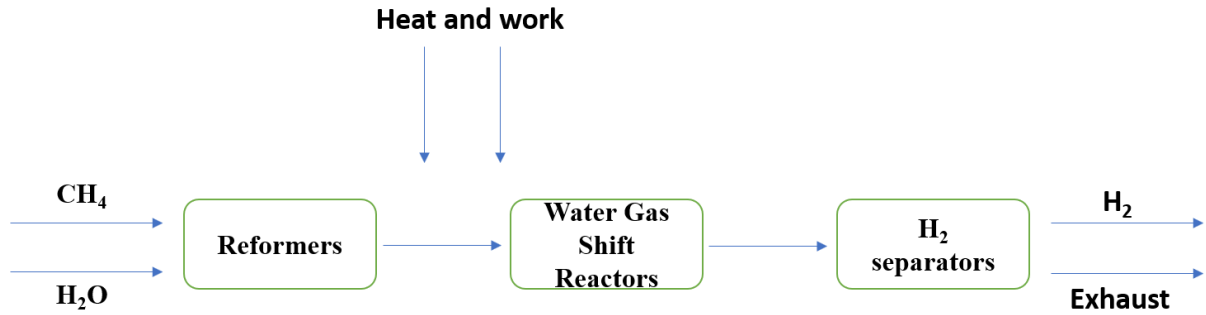 Heat and work
CH₄
H₂O
Reformers
Water Gas
Shift
Reactors
H₂
separators
H₂
Exhaust